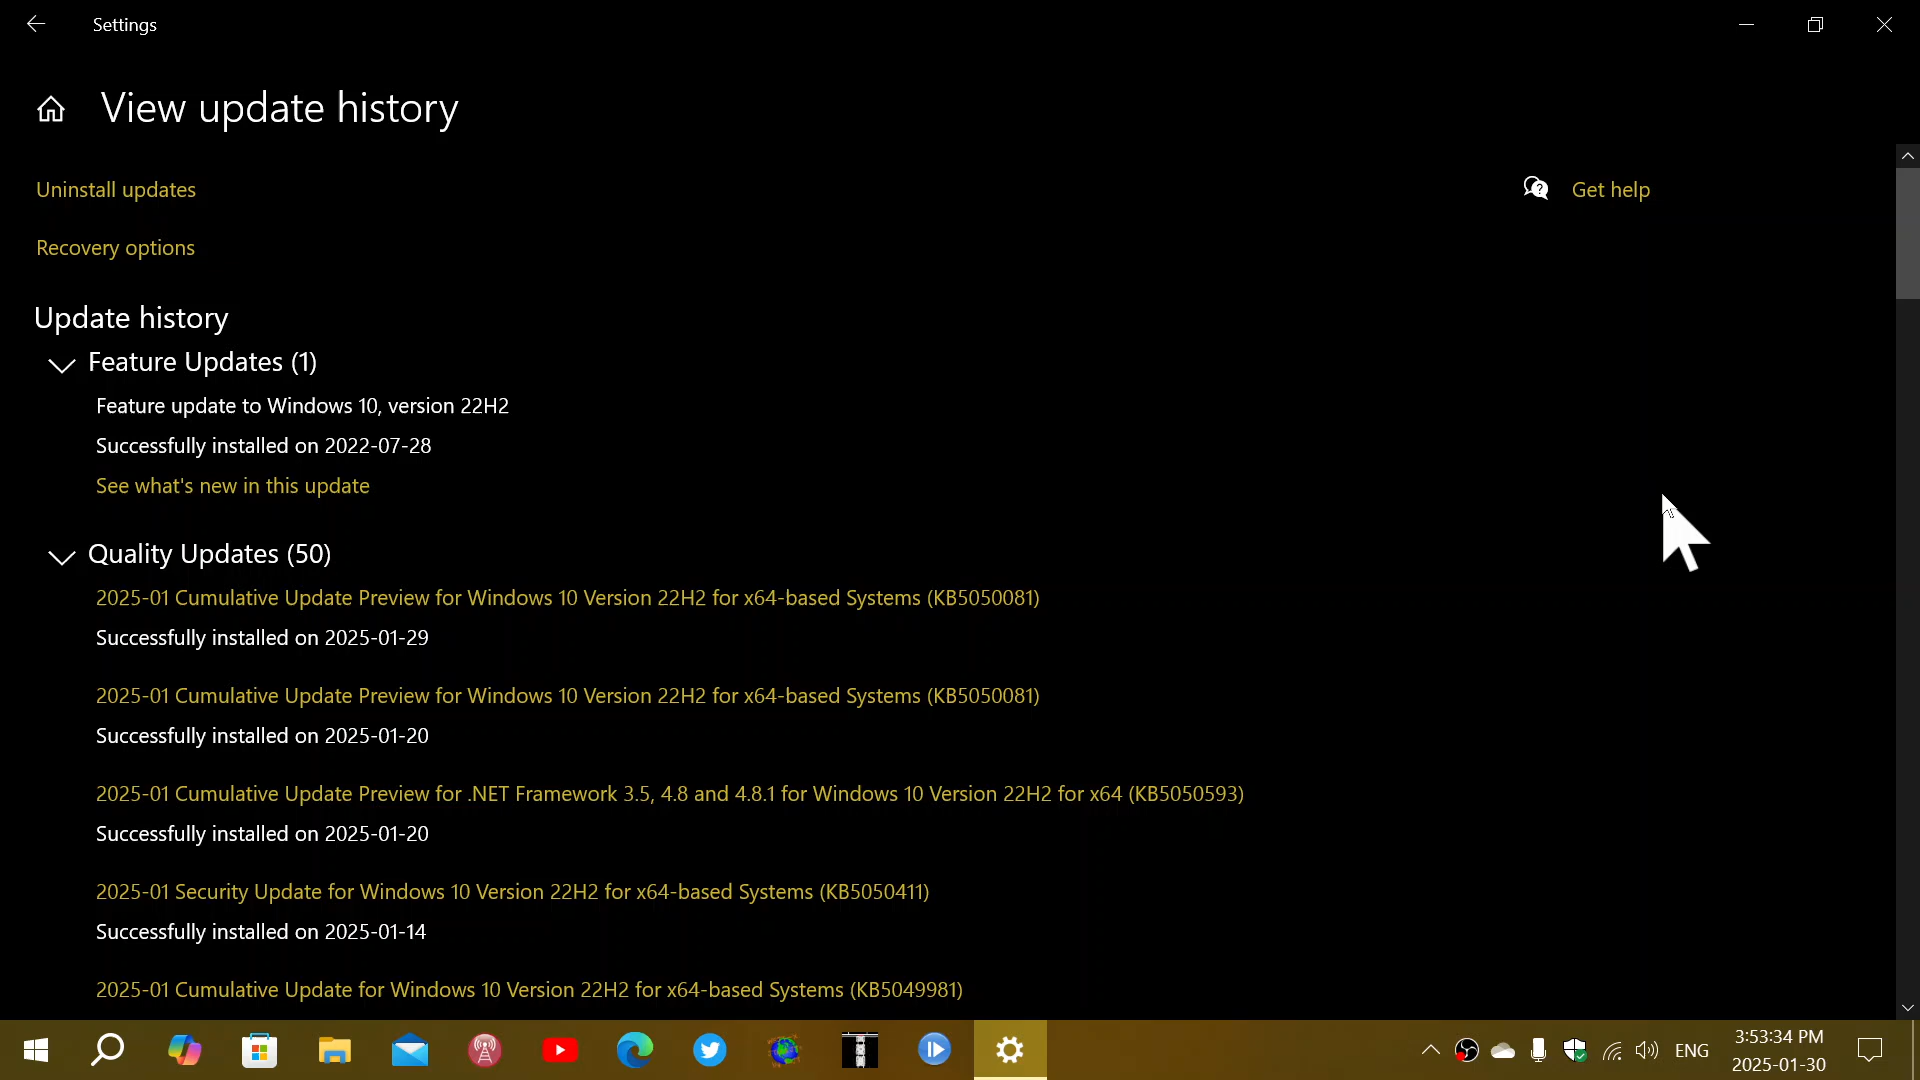 Settings
View update history
Uninstall updates
Get help
Recovery options
Update history
Feature Updates (1)
Feature update to Windows 10, version 22H2
Successfully installed on 2022-07-28
See what's new in this update
Quality Updates (50)
2025-01 Cumulative Update Preview for Windows 10 Version 22H2 for x64-based Systems (KB5050081)
Successfully installed on 2025-01-29
2025-01 Cumulative Update Preview for Windows 10 Version 22H2 for x64-based Systems (KB5050081)
Successfully installed on 2025-01-20
2025-01 Cumulative Update Preview for .NET Framework 3.5, 4.8 and 4.8.1 for Windows 10 Version 22H2 for x64 (KB5050593)
Successfully installed on 2025-01-20
2025-01 Security Update for Windows 10 Version 22H2 for x64-based Systems (KB5050411)
Successfully installed on 2025-01-14
2025-01 Cumulative Update for Windows 10 Version 22H2 for x64-based Systems (KB5049981)
ENG
3:53:34 PM
2025-01-30